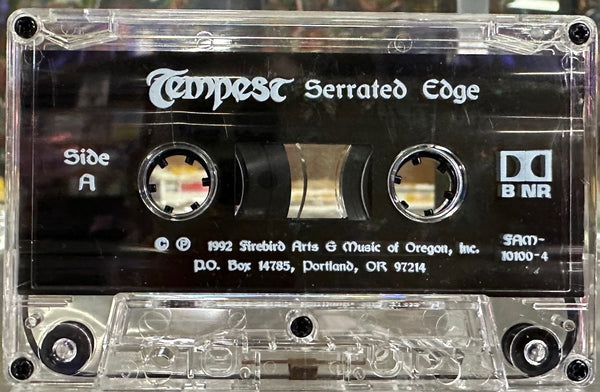 Tempest Serrated Edge
Side
A
B NR
© ℗ 1992 Firebird Arts & Music of Oregon, Inc.
P.O. Box 14785, Portland, OR 97214
FAM-
10100-4